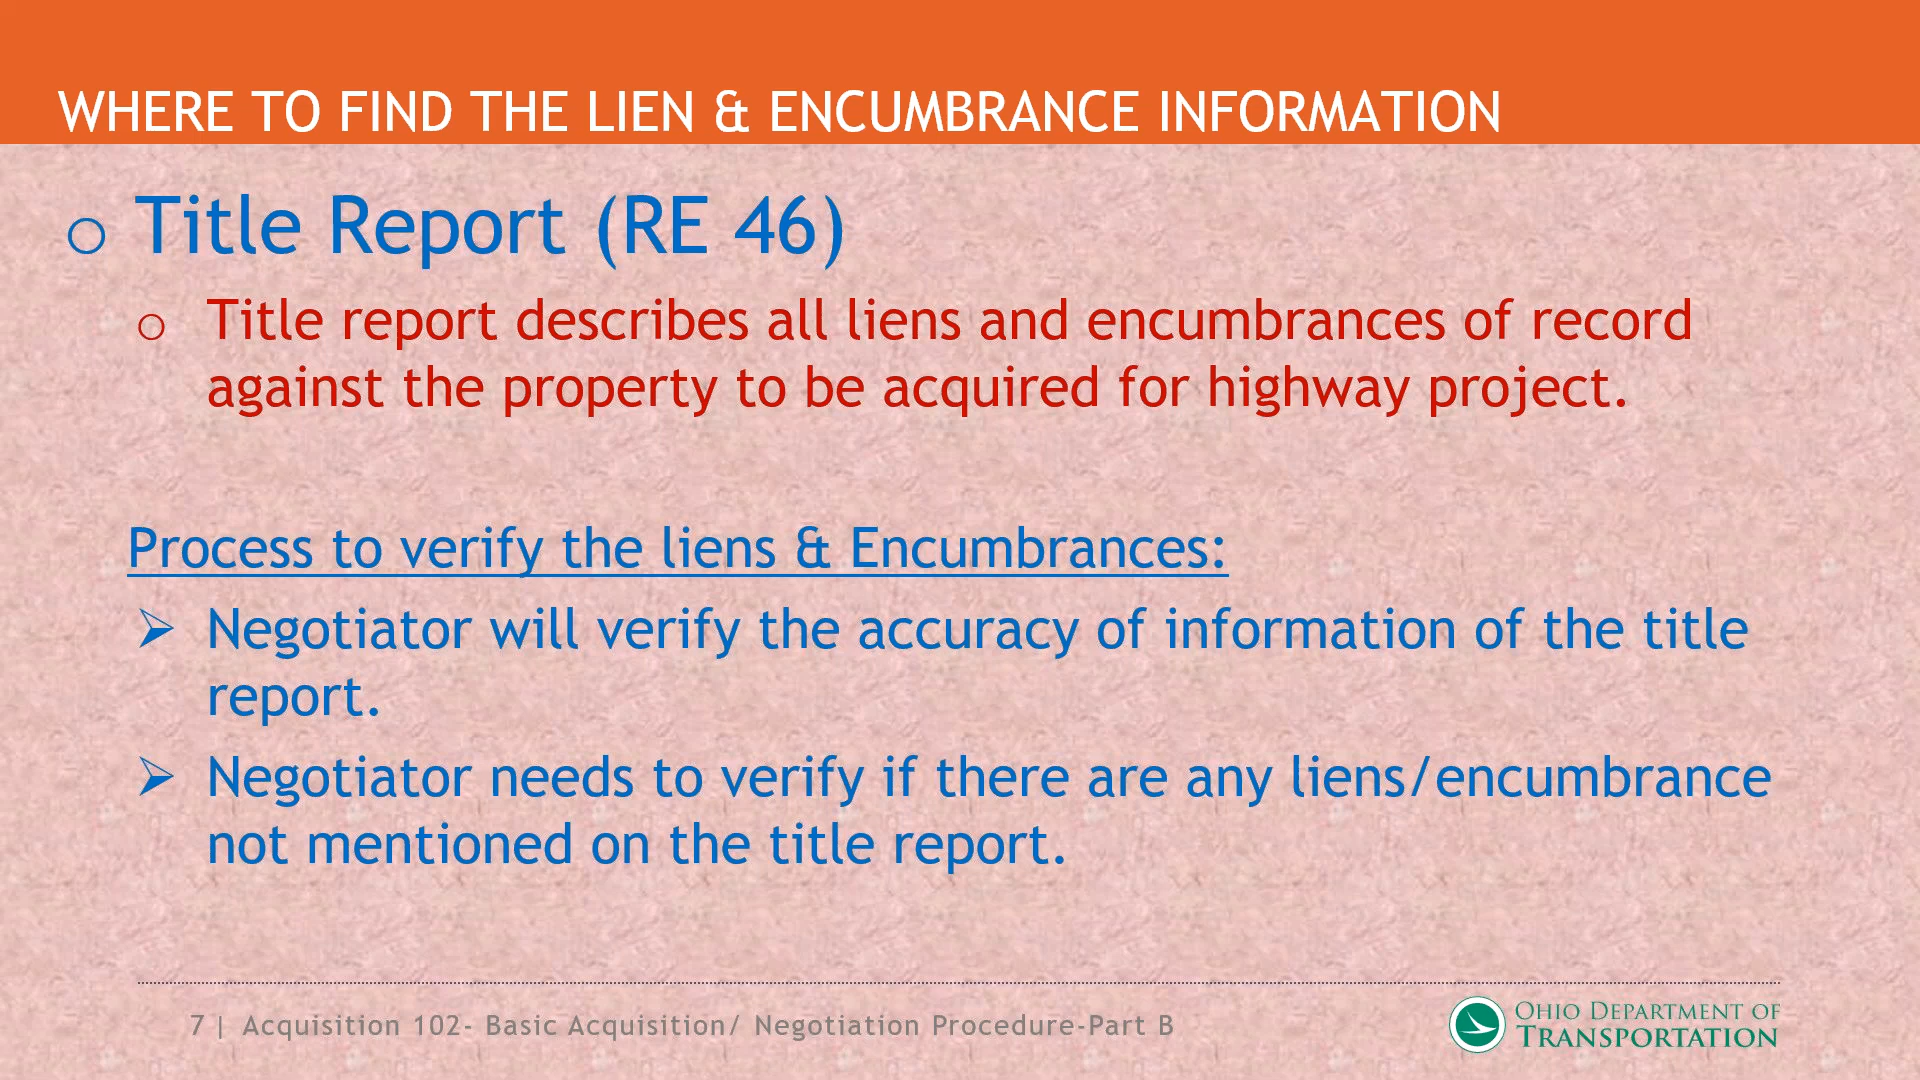 WHERE TO FIND THE LIEN & ENCUMBRANCE INFORMATION
o Title Report (RE 46)
o Title report describes all liens and encumbrances of record
against the property to be acquired for highway project.
Process to verify the liens & Encumbrances:
➢ Negotiator will verify the accuracy of information of the title
report.
➢ Negotiator needs to verify if there are any liens/encumbrance
not mentioned on the title report.
7 | Acquisition 102- Basic Acquisition/ Negotiation Procedure-Part B
OHIO DEPARTMENT OF
TRANSPORTATION